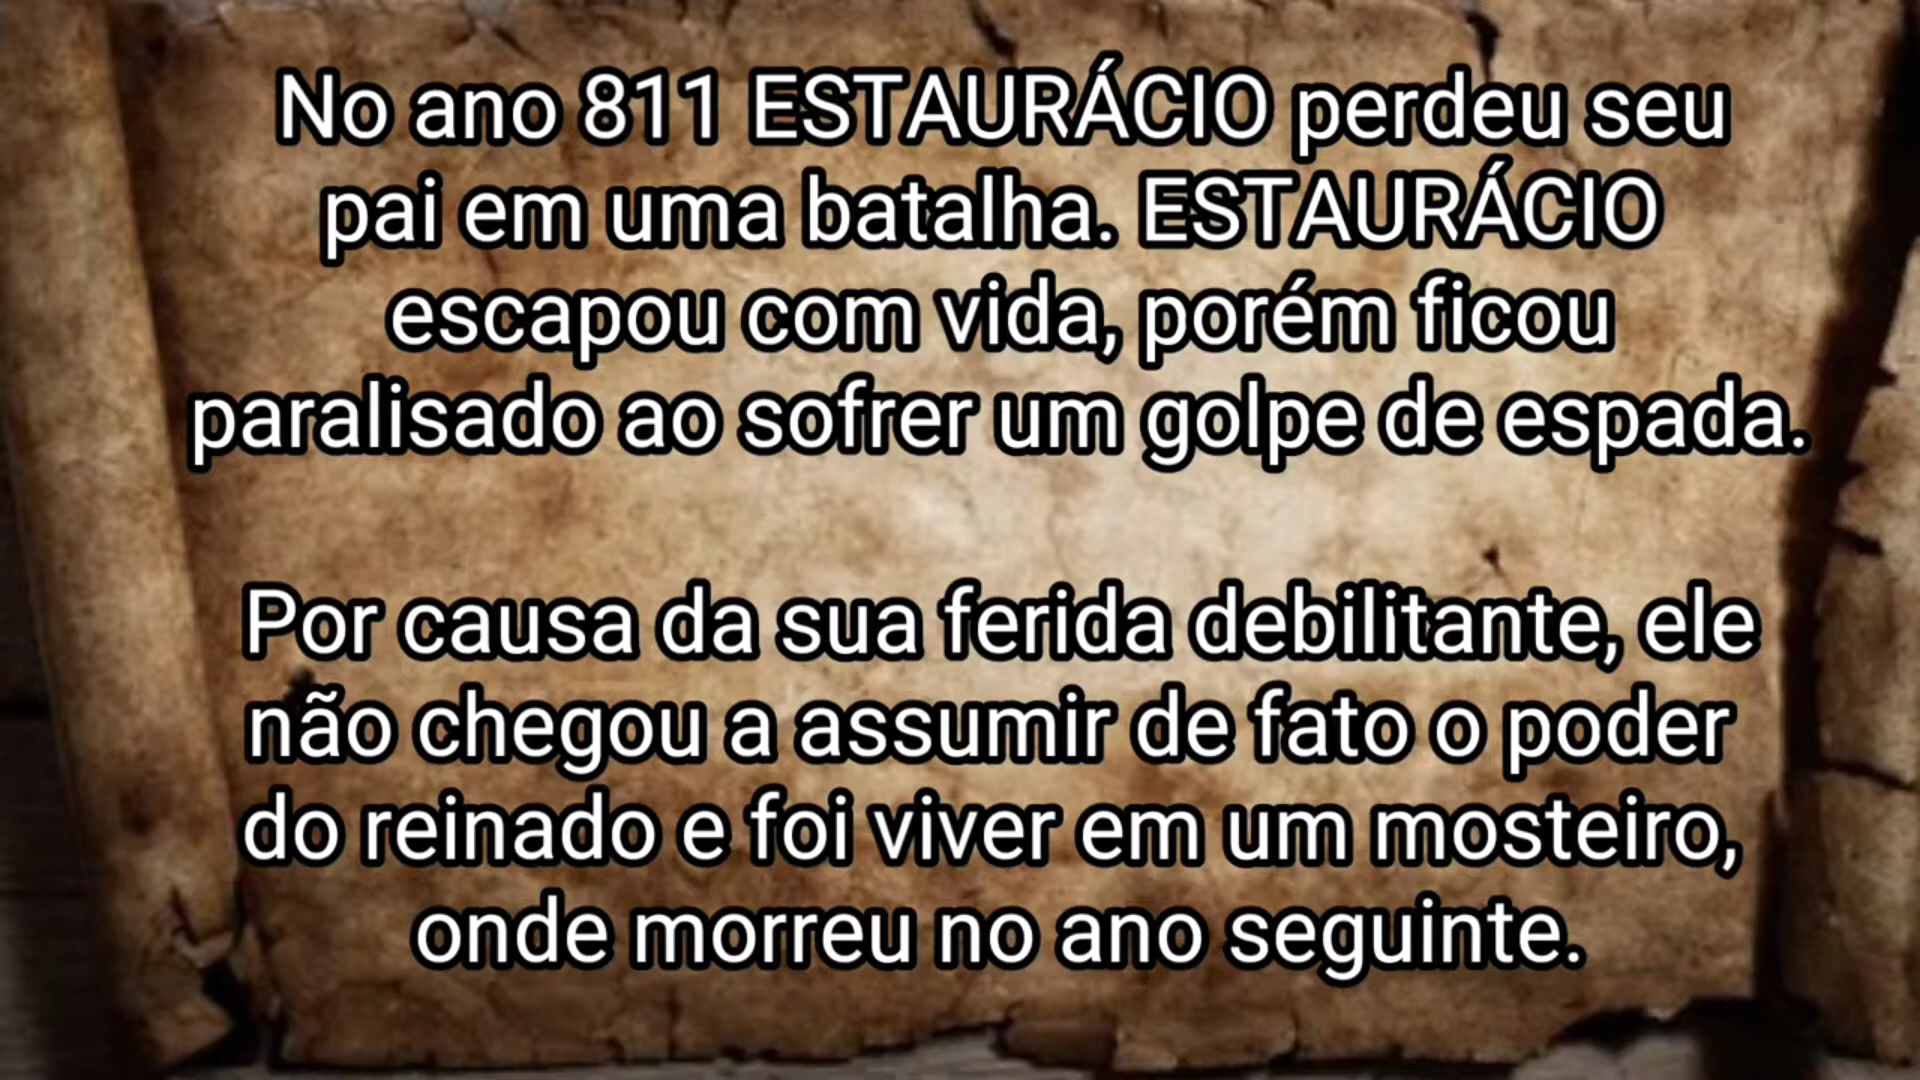 No ano 811 ESTAURÁCIO perdeu seu
pai em uma batalha. ESTAURÁCIO
escapou com vida, porém ficou
paralisado ao sofrer um golpe de espada.
Por causa da sua ferida debilitante, ele
não chegou a assumir de fato o poder
do reinado e foi viver em um mosteiro,
onde morreu no ano seguinte.